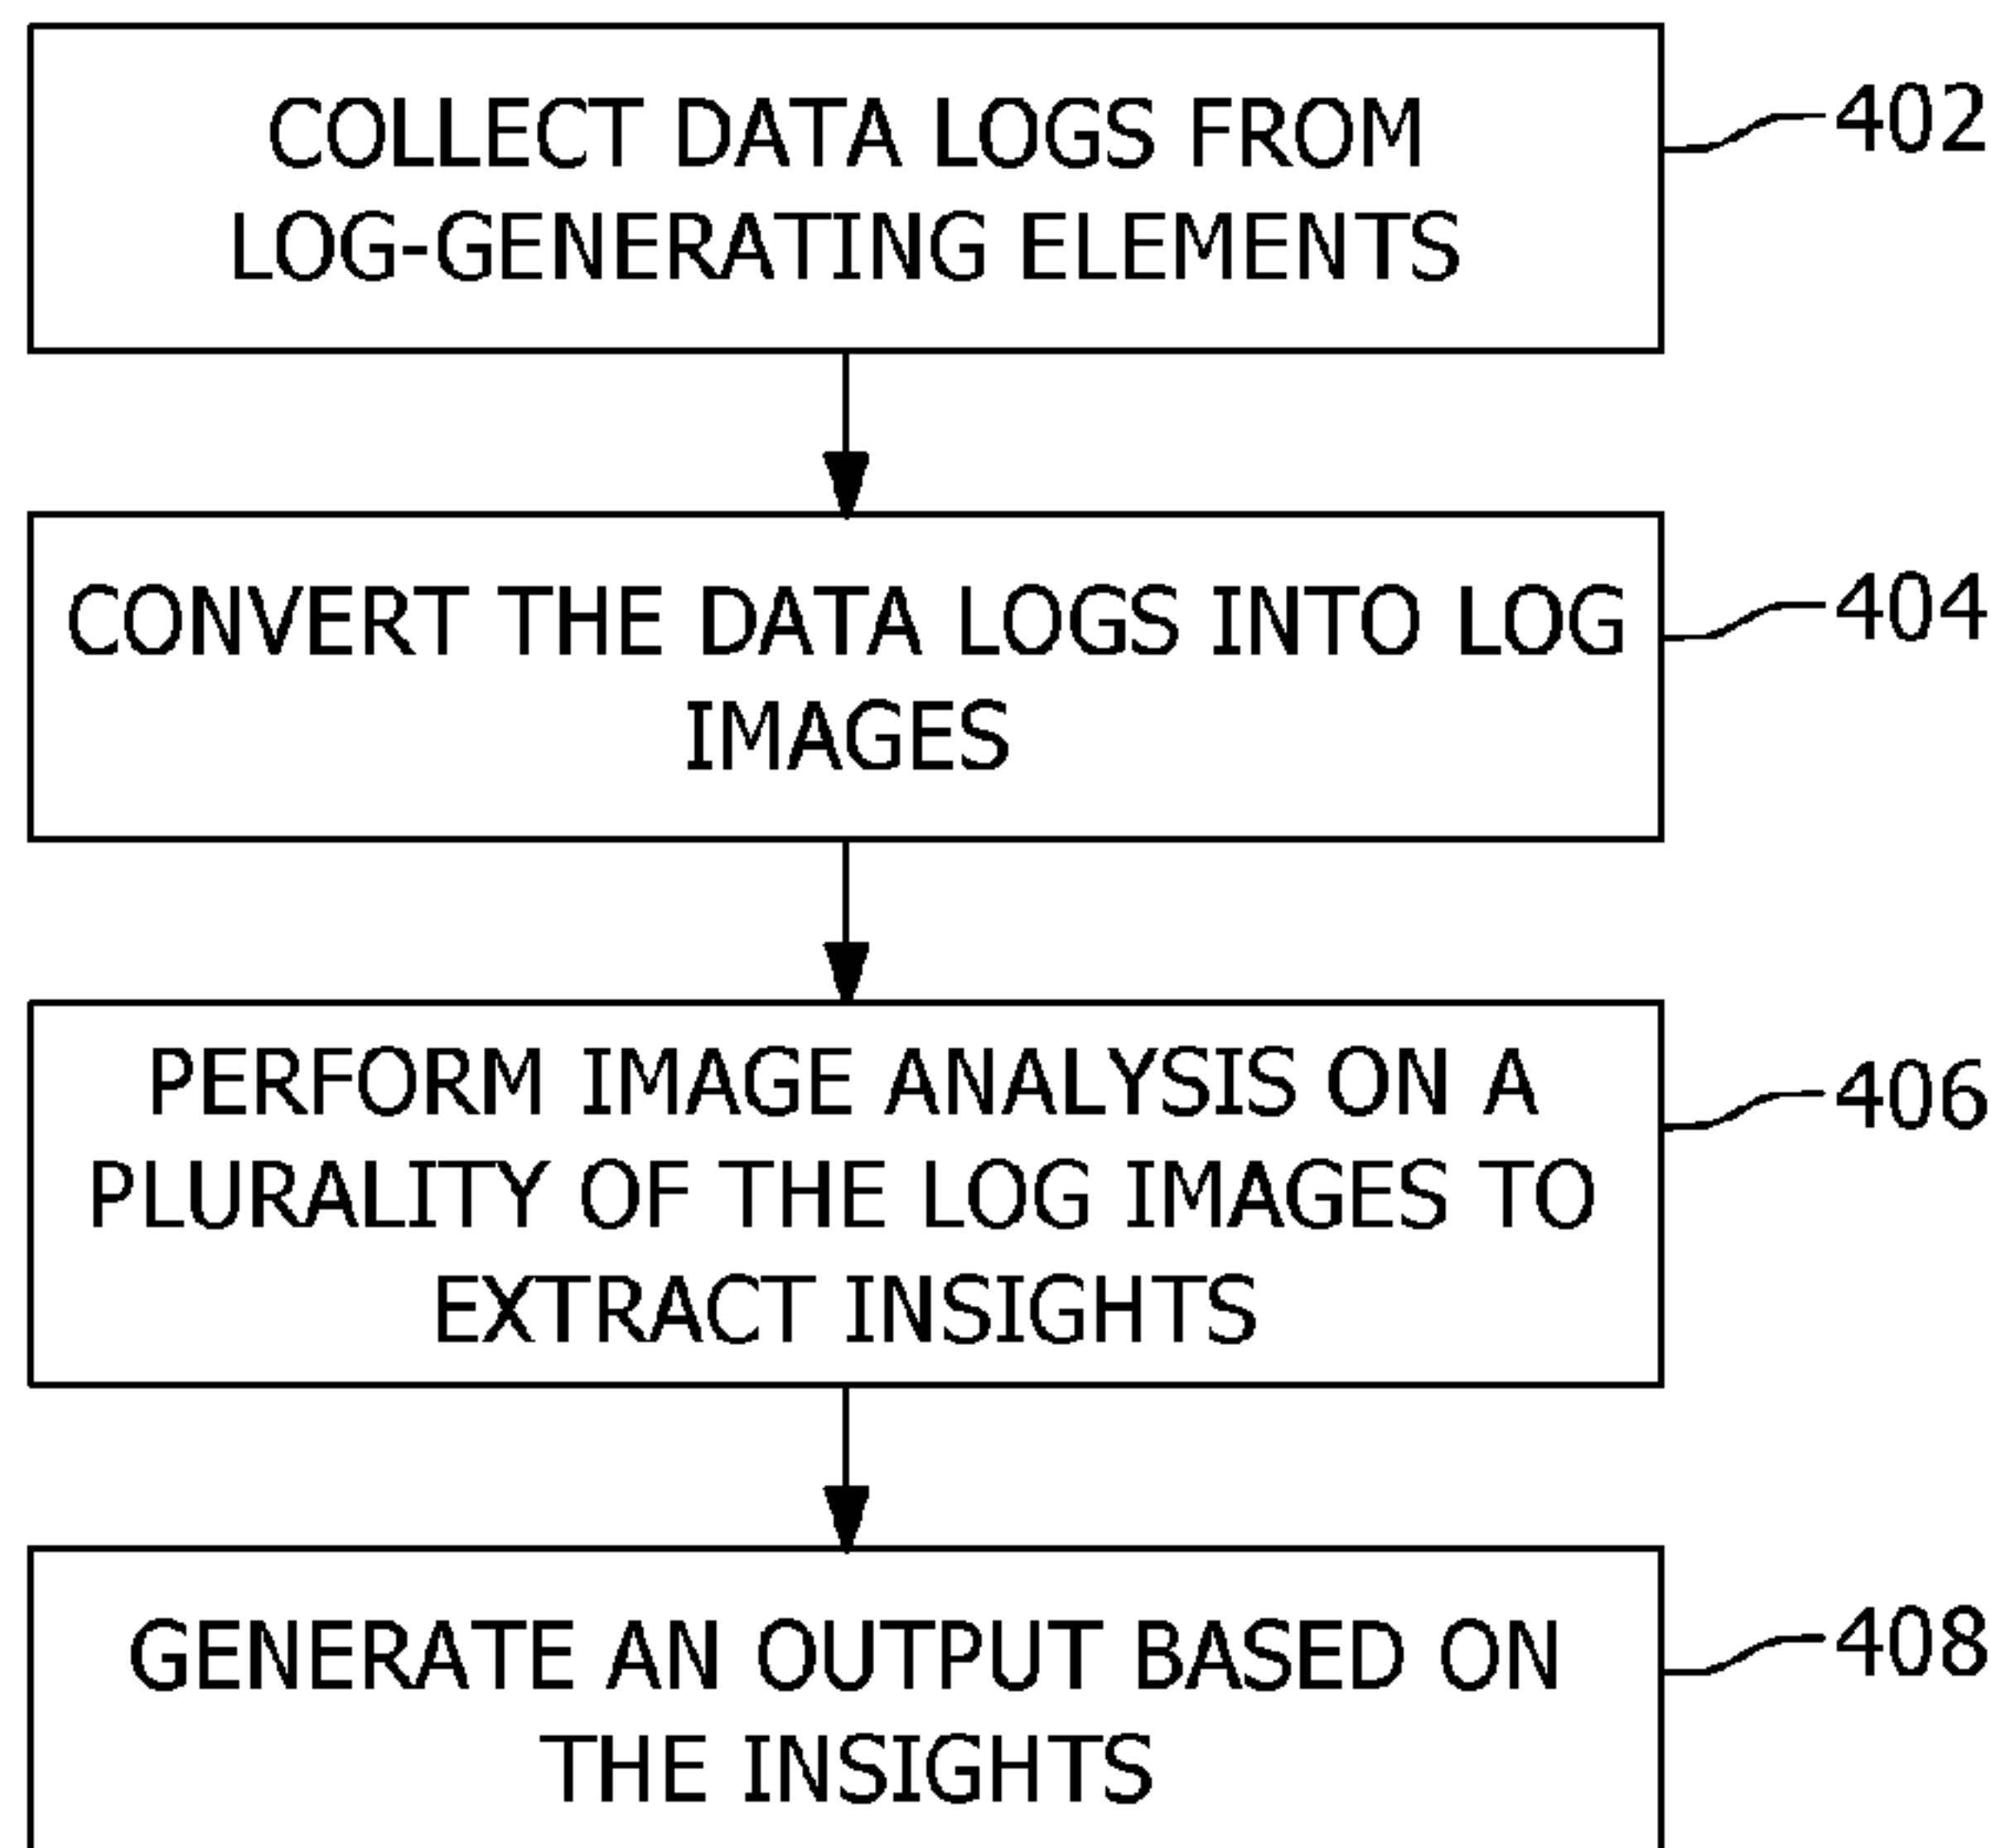 COLLECT DATA LOGS FROM
LOG-GENERATING ELEMENTS
402
CONVERT THE DATA LOGS INTO LOG
IMAGES
404
PERFORM IMAGE ANALYSIS ON A
PLURALITY OF THE LOG IMAGES TO
EXTRACT INSIGHTS
406
GENERATE AN OUTPUT BASED ON
THE INSIGHTS
408